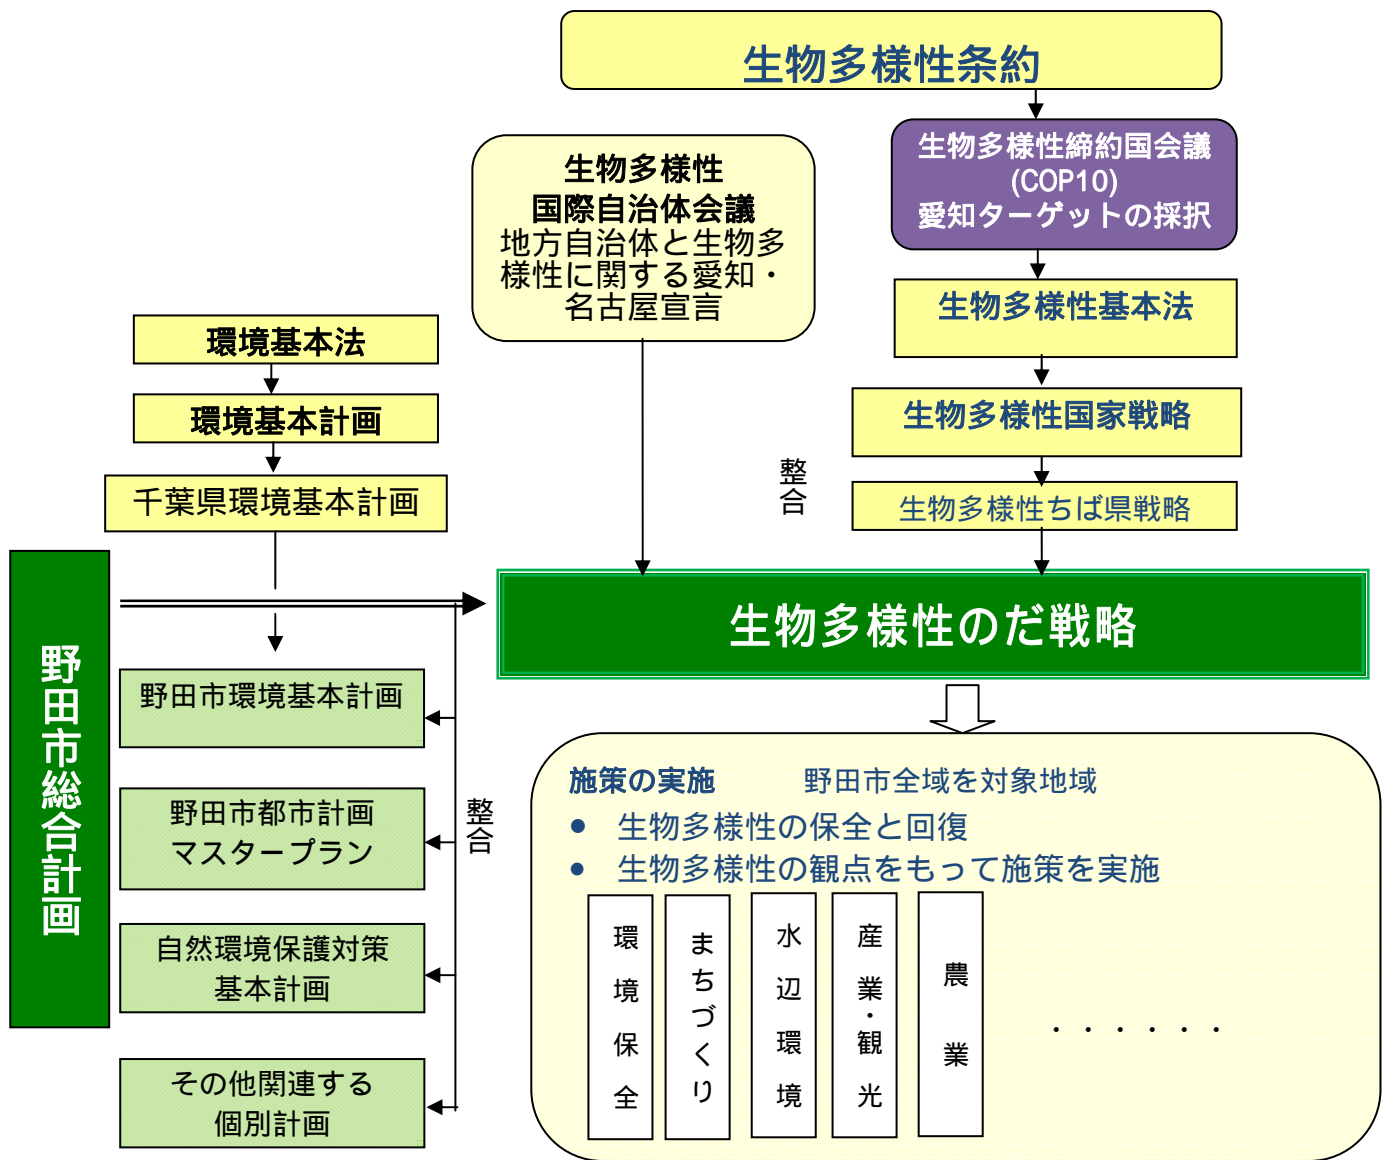 生物多様性条約
生物多様性締約国会議
(COP10)
愛知ターゲットの採択
生物多様性
国際自治体会議
地方自治体と生物多
様性に関する愛知・
名古屋宣言
生物多様性基本法
環境基本法
環境基本計画
生物多様性国家戦略
千葉県環境基本計画
整合
生物多様性ちば県戦略
野田市総合計画
生物多様性のだ戦略
野田市環境基本計画
野田市都市計画
マスタープラン
整合
自然環境保護対策
基本計画
その他関連する
個別計画
施策の実施 野田市全域を対象地域
● 生物多様性の保全と回復
● 生物多様性の観点をもって施策を実施
環境保全
まちづくり
水辺環境
産業・観光
農業
・・・・・・